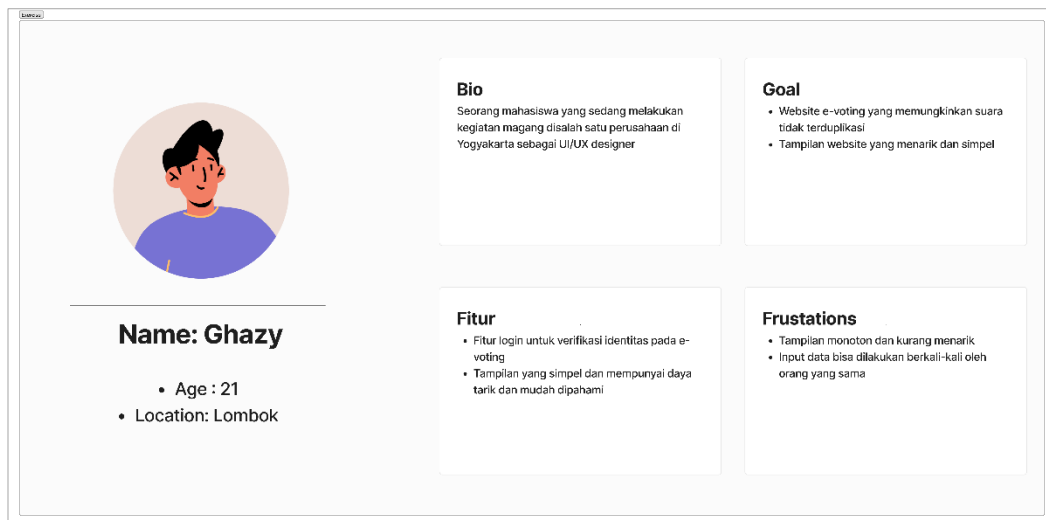 Name: Ghazy
• Age : 21
• Location: Lombok
Bio
Seorang mahasiswa yang sedang melakukan
kegiatan magang disalah satu perusahaan di
Yogyakarta sebagai UI/UX designer
Goal
• Website e-voting yang memungkinkan suara
tidak terduplikasi
• Tampilan website yang menarik dan simpel
Fitur
• Fitur login untuk verifikasi identitas pada e-
voting
• Tampilan yang simpel dan mempunyai daya
tarik dan mudah dipahami
Frustations
• Tampilan monoton dan kurang menarik
• Input data bisa dilakukan berkali-kali oleh
orang yang sama